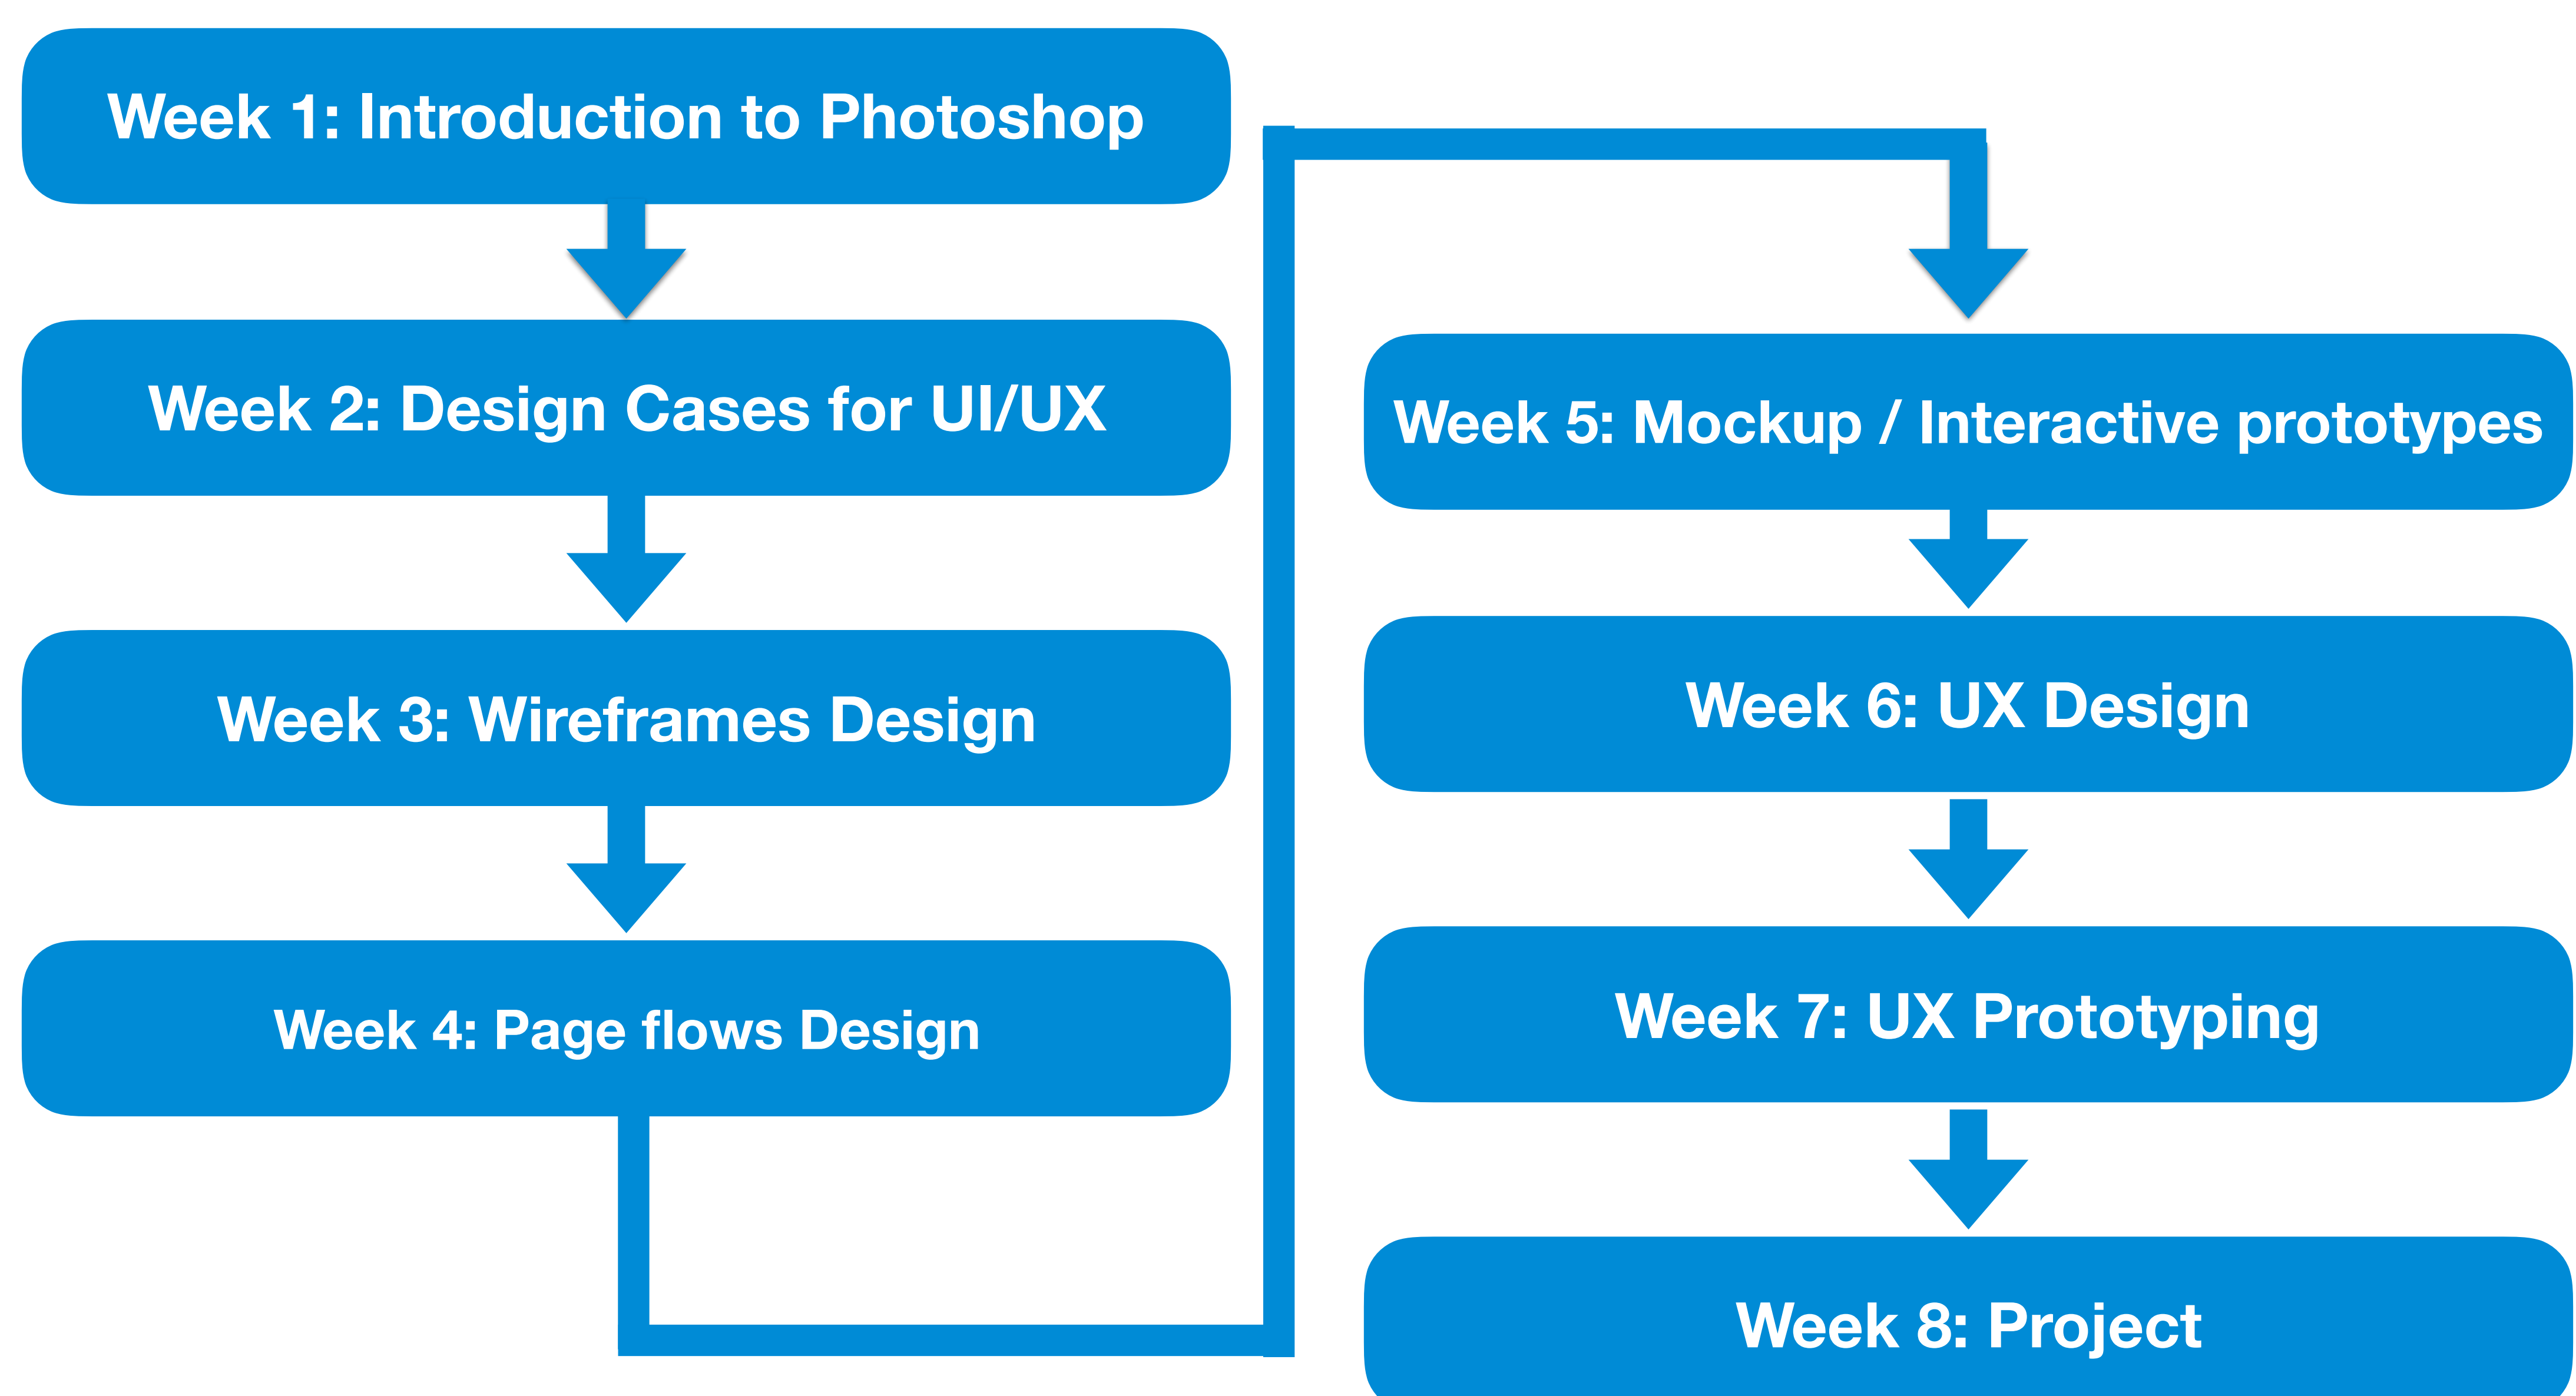 Week 1: Introduction to Photoshop
Week 2: Design Cases for UI/UX
Week 3: Wireframes Design
Week 4: Page flows Design
Week 5: Mockup / Interactive prototypes
Week 6: UX Design
Week 7: UX Prototyping
Week 8: Project